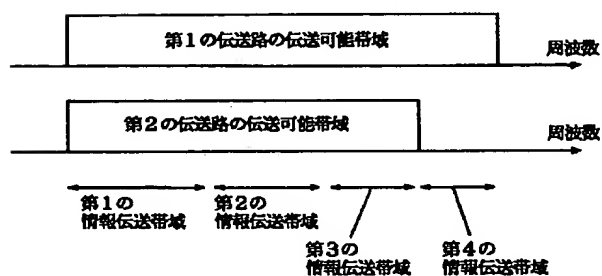 第1の伝送路の伝送可能帯域
周波数
第2の伝送路の伝送可能帯域
周波数
第1の
情報伝送帯域
第2の
情報伝送帯域
第3の
情報伝送帯域
第4の
情報伝送帯域